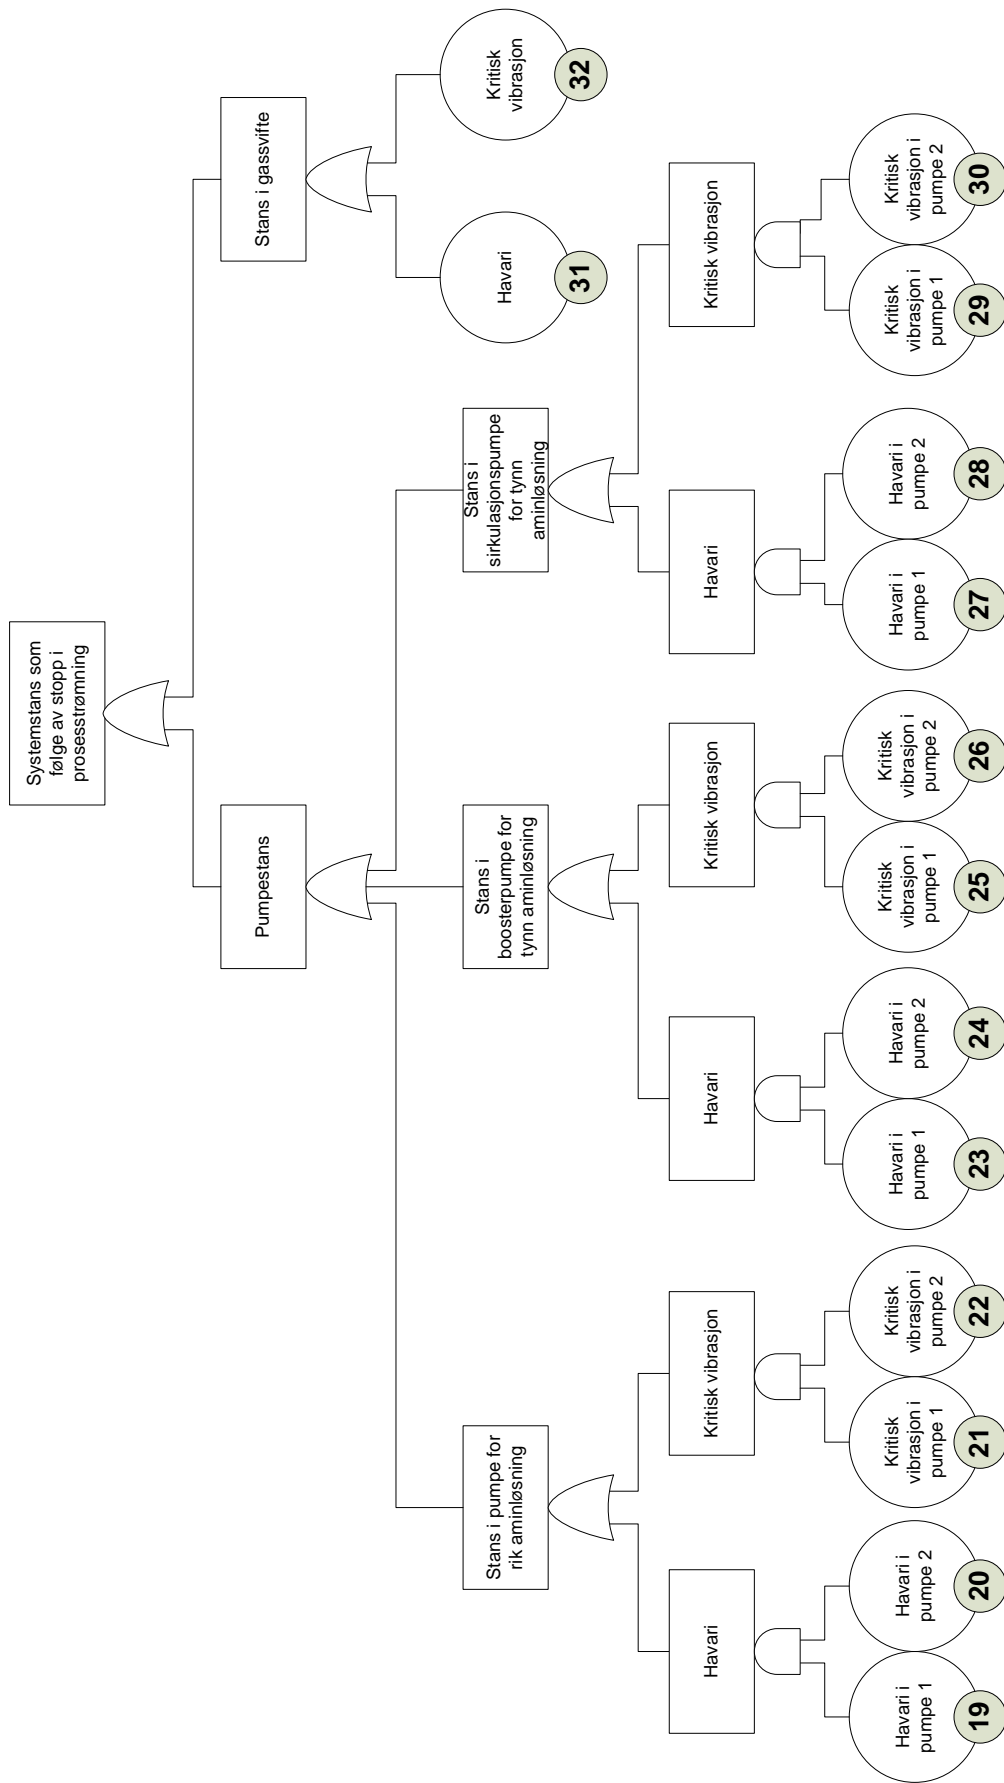 Systemstans som
følge av stopp i
prosesstrømning
Pumpestans
Stans i gassvifte
Stans i pumpe for
rik aminløsning
Stans i
boosterpumpe for
tynn aminløsning
Stans i
sirkulasjonspumpe
for tynn
aminløsning
Havari
31
Kritisk
vibrasjon
32
Havari
Kritisk vibrasjon
Havari
Kritisk vibrasjon
Havari
Kritisk vibrasjon
Havari i
pumpe 1
19
Havari i
pumpe 2
20
Kritisk
vibrasjon i
pumpe 1
21
Kritisk
vibrasjon i
pumpe 2
22
Havari i
pumpe 1
23
Havari i
pumpe 2
24
Kritisk
vibrasjon i
pumpe 1
25
Kritisk
vibrasjon i
pumpe 2
26
Havari i
pumpe 1
27
Havari i
pumpe 2
28
Kritisk
vibrasjon i
pumpe 1
29
Kritisk
vibrasjon i
pumpe 2
30